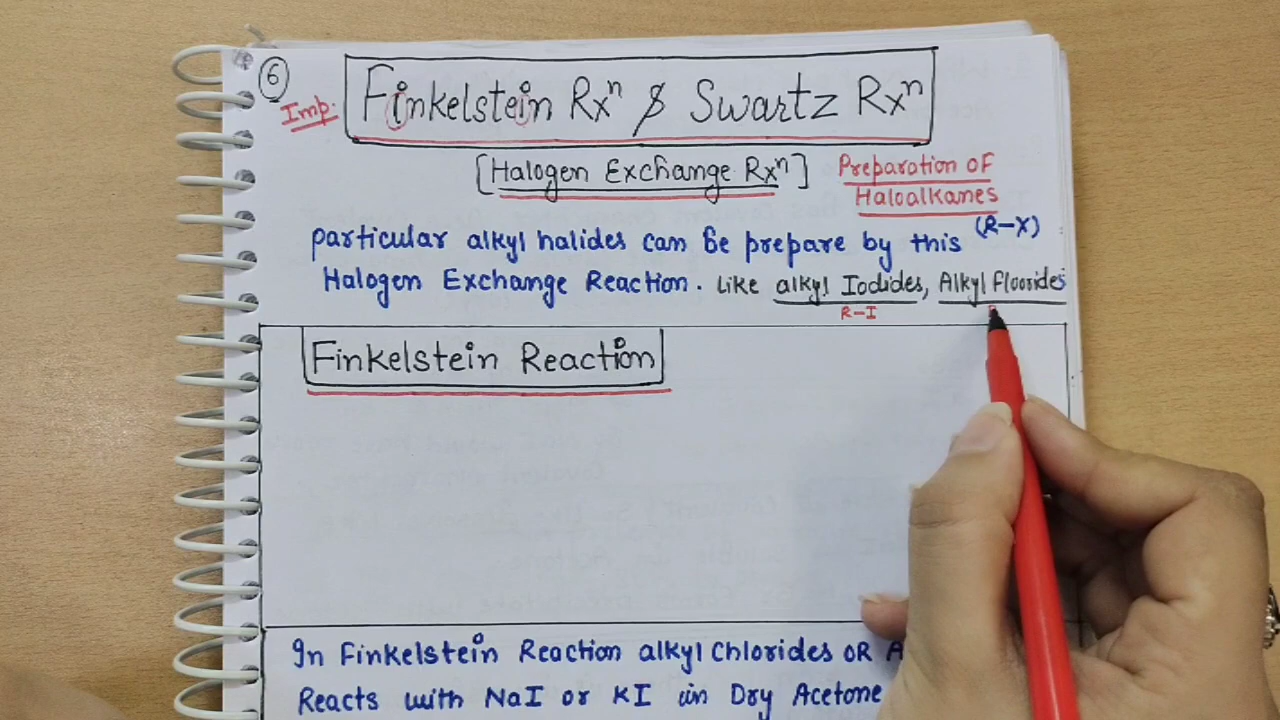 6
Imp.
Finkelstein Rxⁿ & Swartz Rxⁿ
[Halogen Exchange Rxⁿ]
Preparation of
Haloalkanes
(R-X)
particular alkyl halides can be prepare by this
Halogen Exchange Reaction. Like alkyl Iodides, Alkyl Floorides
R-I
Finkelstein Reaction
In Finkelstein Reaction alkyl Chlorides OR A
Reacts with NaI or KI in Dry Acetone